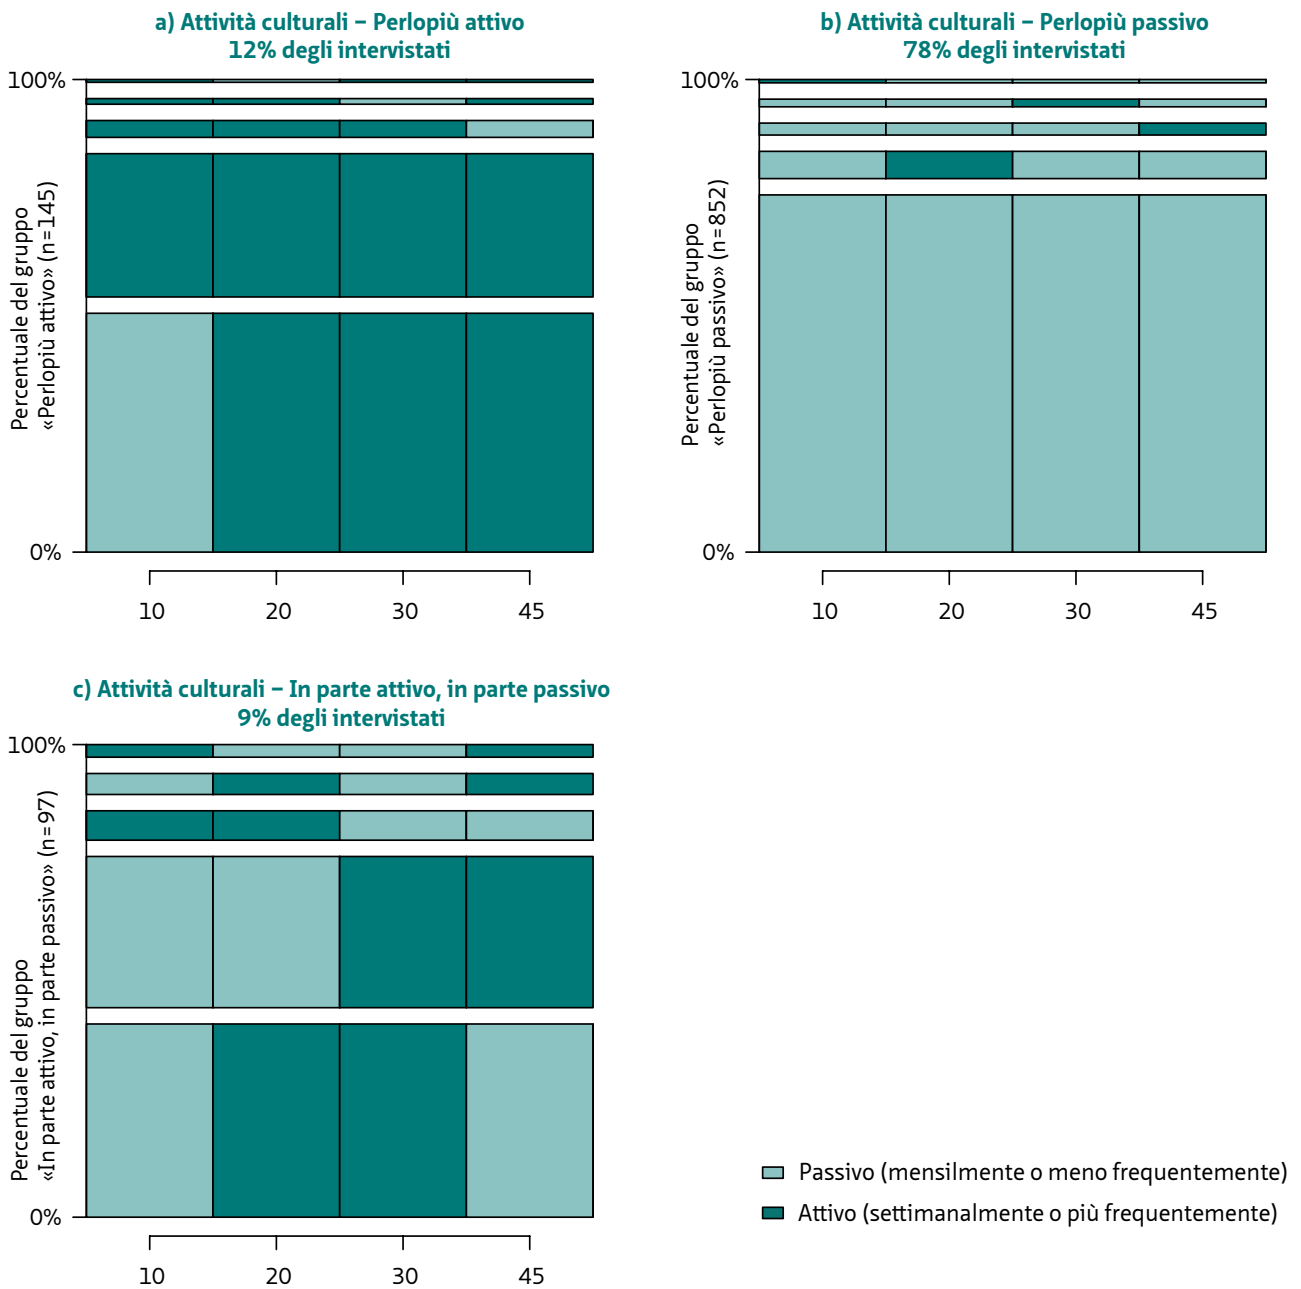 a) Attività culturali – Perlopiù attivo
12% degli intervistati
100%
Percentuale del gruppo
«Perlopiù attivo» (n=145)
0%
10 20 30 45
b) Attività culturali – Perlopiù passivo
78% degli intervistati
100%
Percentuale del gruppo
«Perlopiù passivo» (n=852)
0%
10 20 30 45
c) Attività culturali – In parte attivo, in parte passivo
9% degli intervistati
100%
Percentuale del gruppo
«In parte attivo, in parte passivo» (n=97)
0%
10 20 30 45
Passivo (mensilmente o meno frequentemente)
Attivo (settimanalmente o più frequentemente)